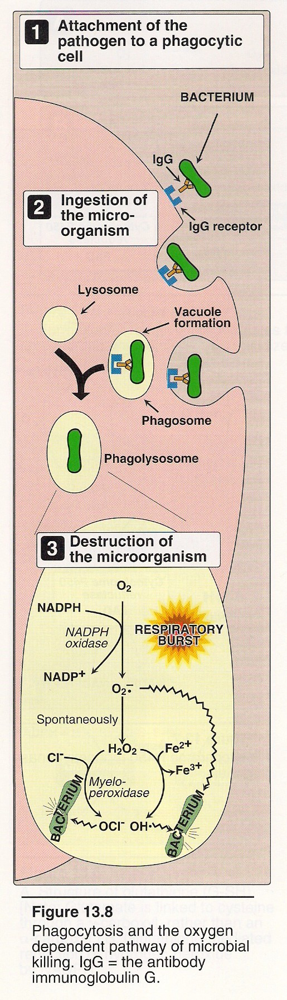 1 Attachment of the
pathogen to a phagocytic
cell
BACTERIUM
IgG
2 Ingestion of
the micro-
organism
IgG receptor
Lysosome
Vacuole
formation
Phagosome
Phagolysosome
3 Destruction of
the microorganism
O₂
NADPH
NADPH
oxidase
RESPIRATORY
BURST
NADP⁺
O₂⁻•
Spontaneously
H₂O₂
Fe²⁺
Cl⁻
Fe³⁺
Myelo-
peroxidase
BACTERIUM
OCl⁻ OH•
BACTERIUM
Figure 13.8
Phagocytosis and the oxygen
dependent pathway of microbial
killing. IgG = the antibody
immunoglobulin G.